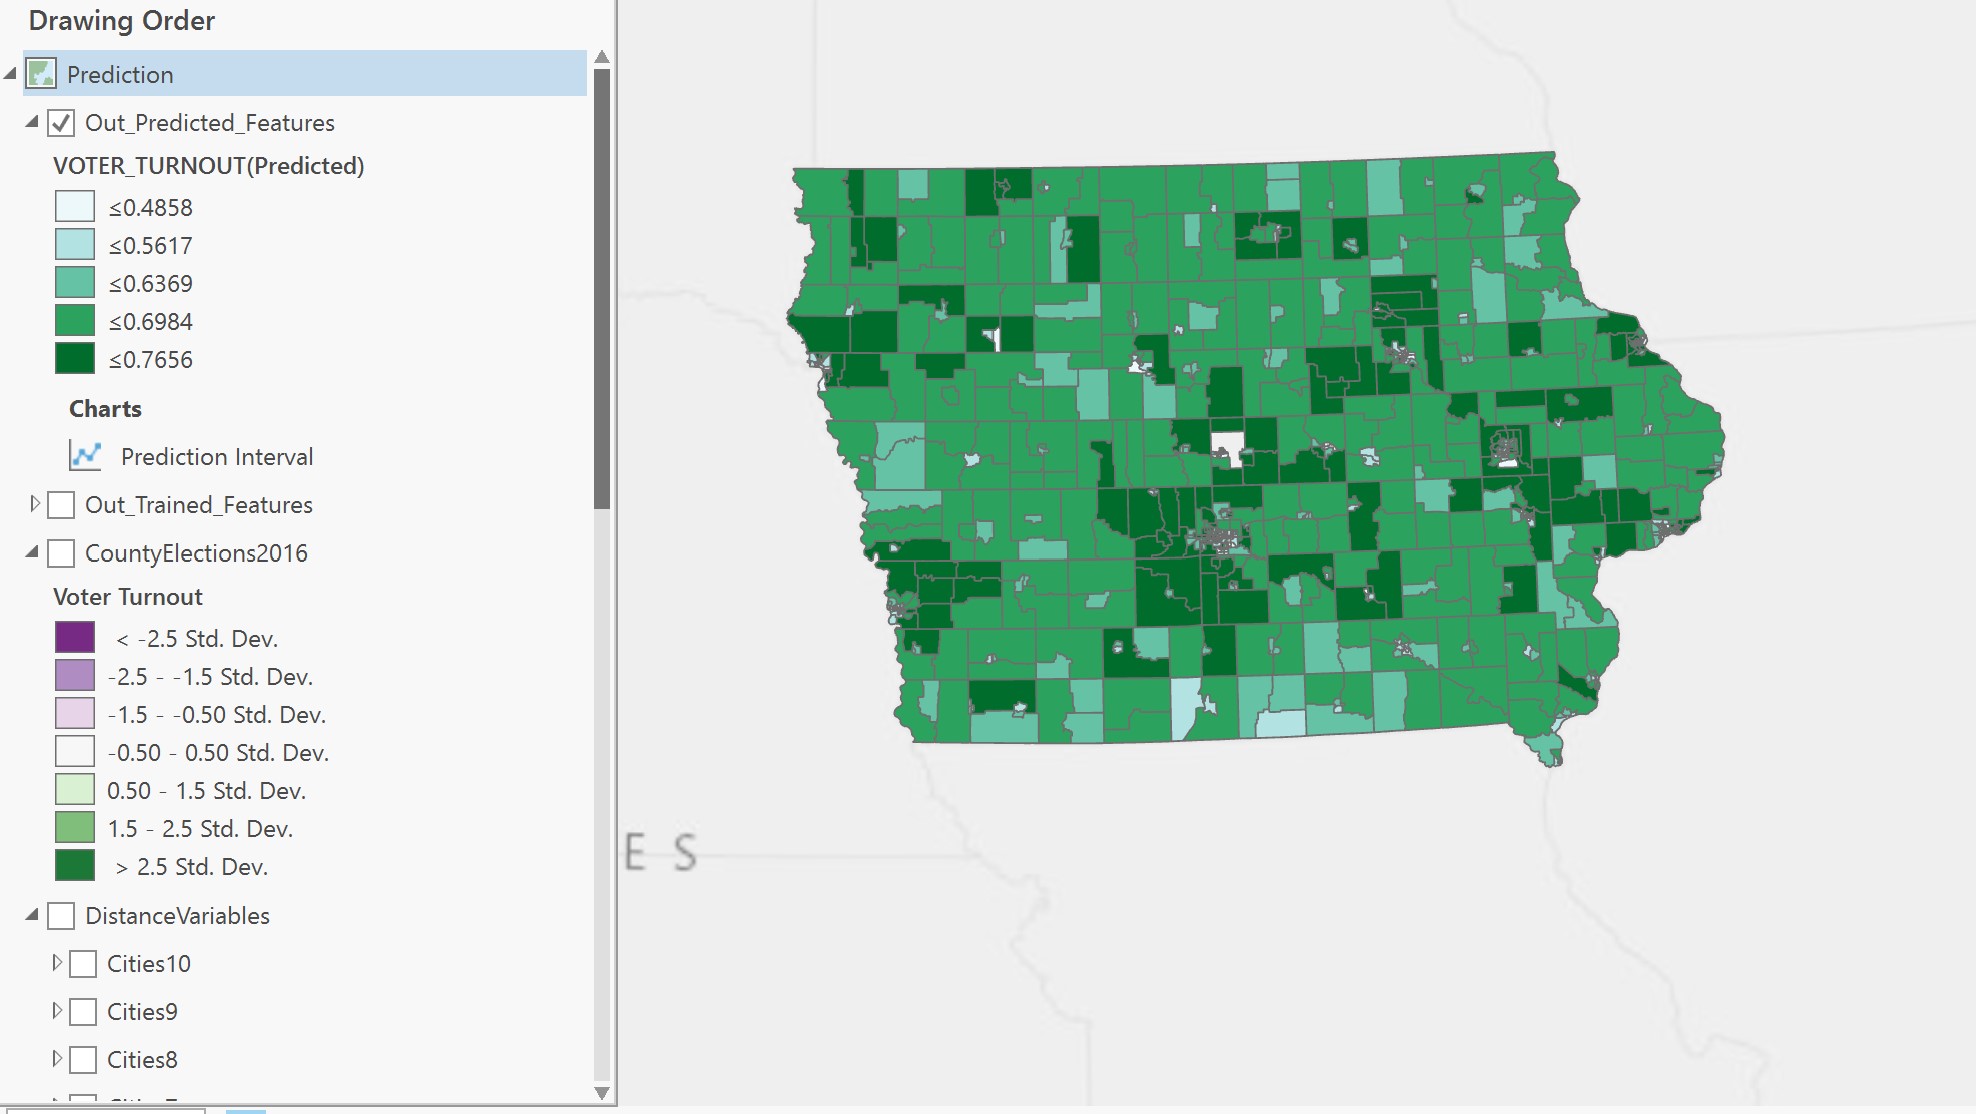 Drawing Order
Prediction
Out_Predicted_Features
VOTER_TURNOUT(Predicted)
≤0.4858
≤0.5617
≤0.6369
≤0.6984
≤0.7656
Charts
Prediction Interval
Out_Trained_Features
CountyElections2016
Voter Turnout
< -2.5 Std. Dev.
-2.5 - -1.5 Std. Dev.
-1.5 - -0.50 Std. Dev.
-0.50 - 0.50 Std. Dev.
0.50 - 1.5 Std. Dev.
1.5 - 2.5 Std. Dev.
> 2.5 Std. Dev.
DistanceVariables
Cities10
Cities9
Cities8
E S